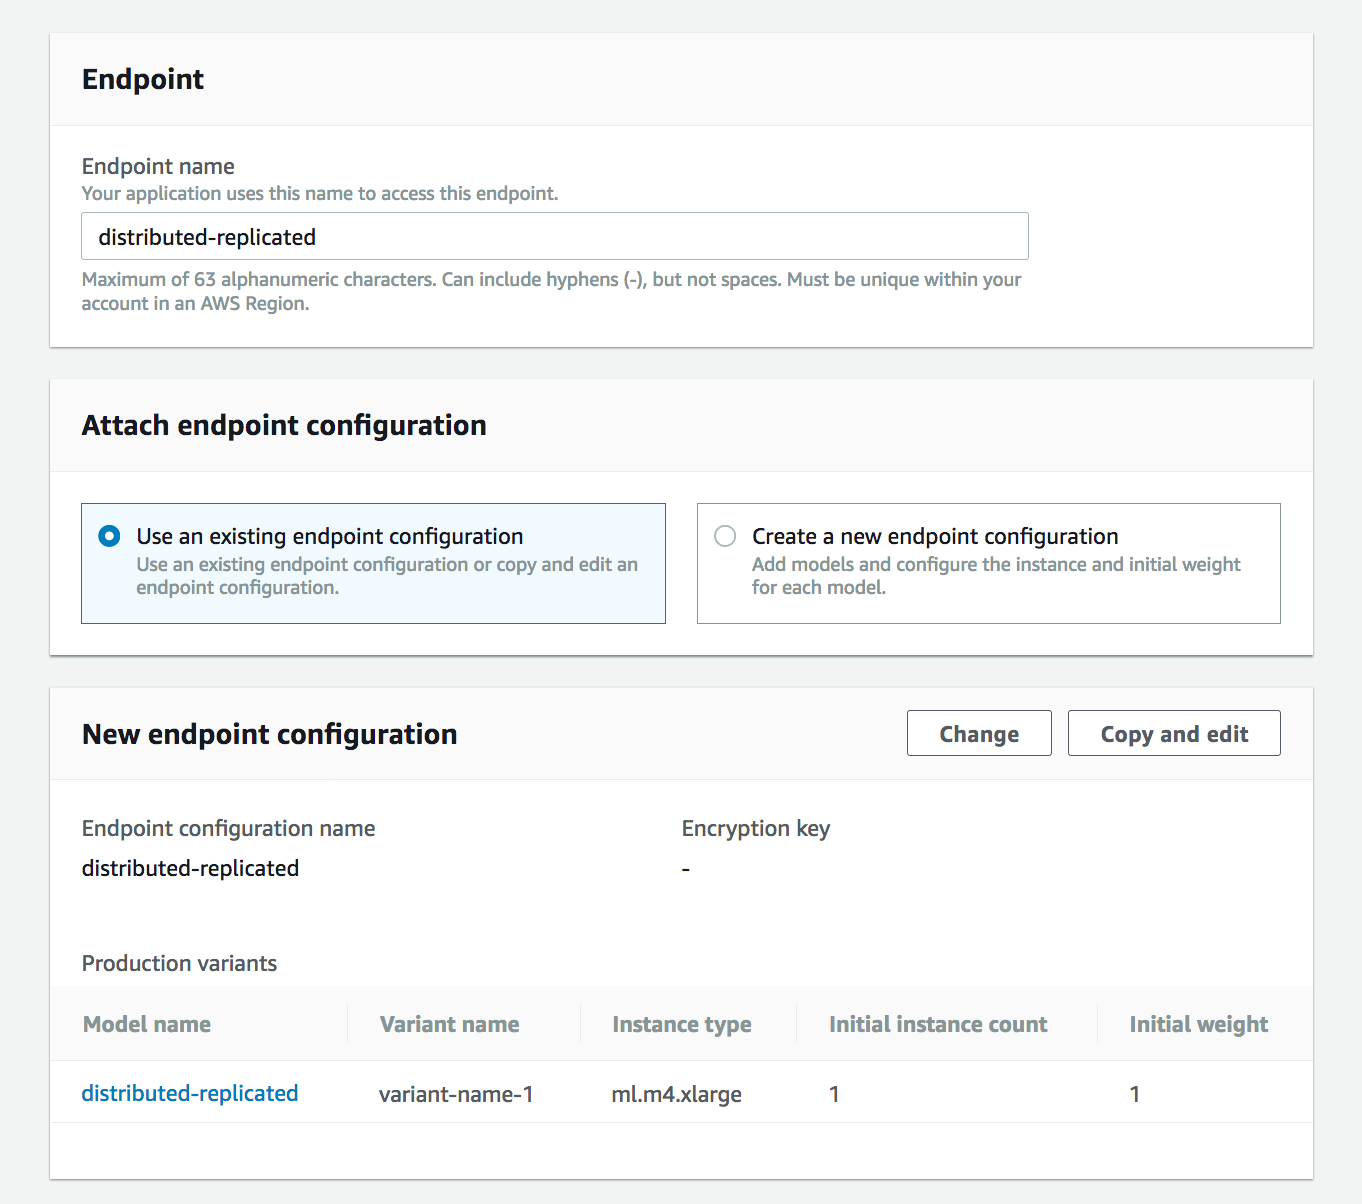 Endpoint
Endpoint name
Your application uses this name to access this endpoint.
distributed-replicated
Maximum of 63 alphanumeric characters. Can include hyphens (-), but not spaces. Must be unique within your
account in an AWS Region.
Attach endpoint configuration
Use an existing endpoint configuration
Use an existing endpoint configuration or copy and edit an
endpoint configuration.
Create a new endpoint configuration
Add models and configure the instance and initial weight
for each model.
New endpoint configuration
Change
Copy and edit
Endpoint configuration name
distributed-replicated
Encryption key
-
Production variants
Model name Variant name Instance type Initial instance count Initial weight
distributed-replicated variant-name-1 ml.m4.xlarge 1 1